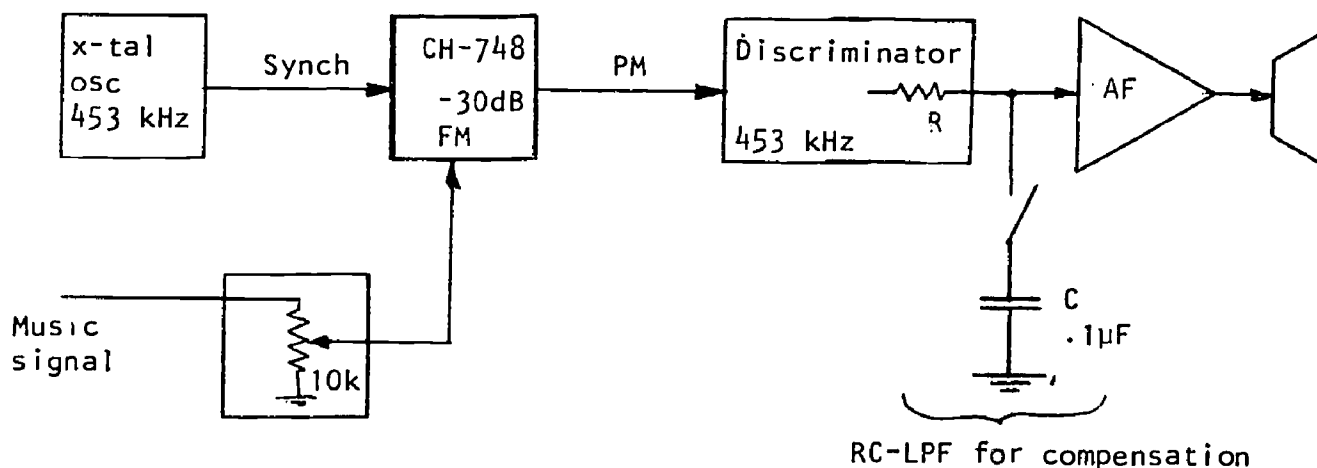 x-tal
osc
453 kHz
Synch
CH-748
-30dB
FM
PM
Discriminator
R
453 kHz
AF
Music
signal
10k
C
.1µF
RC-LPF for compensation